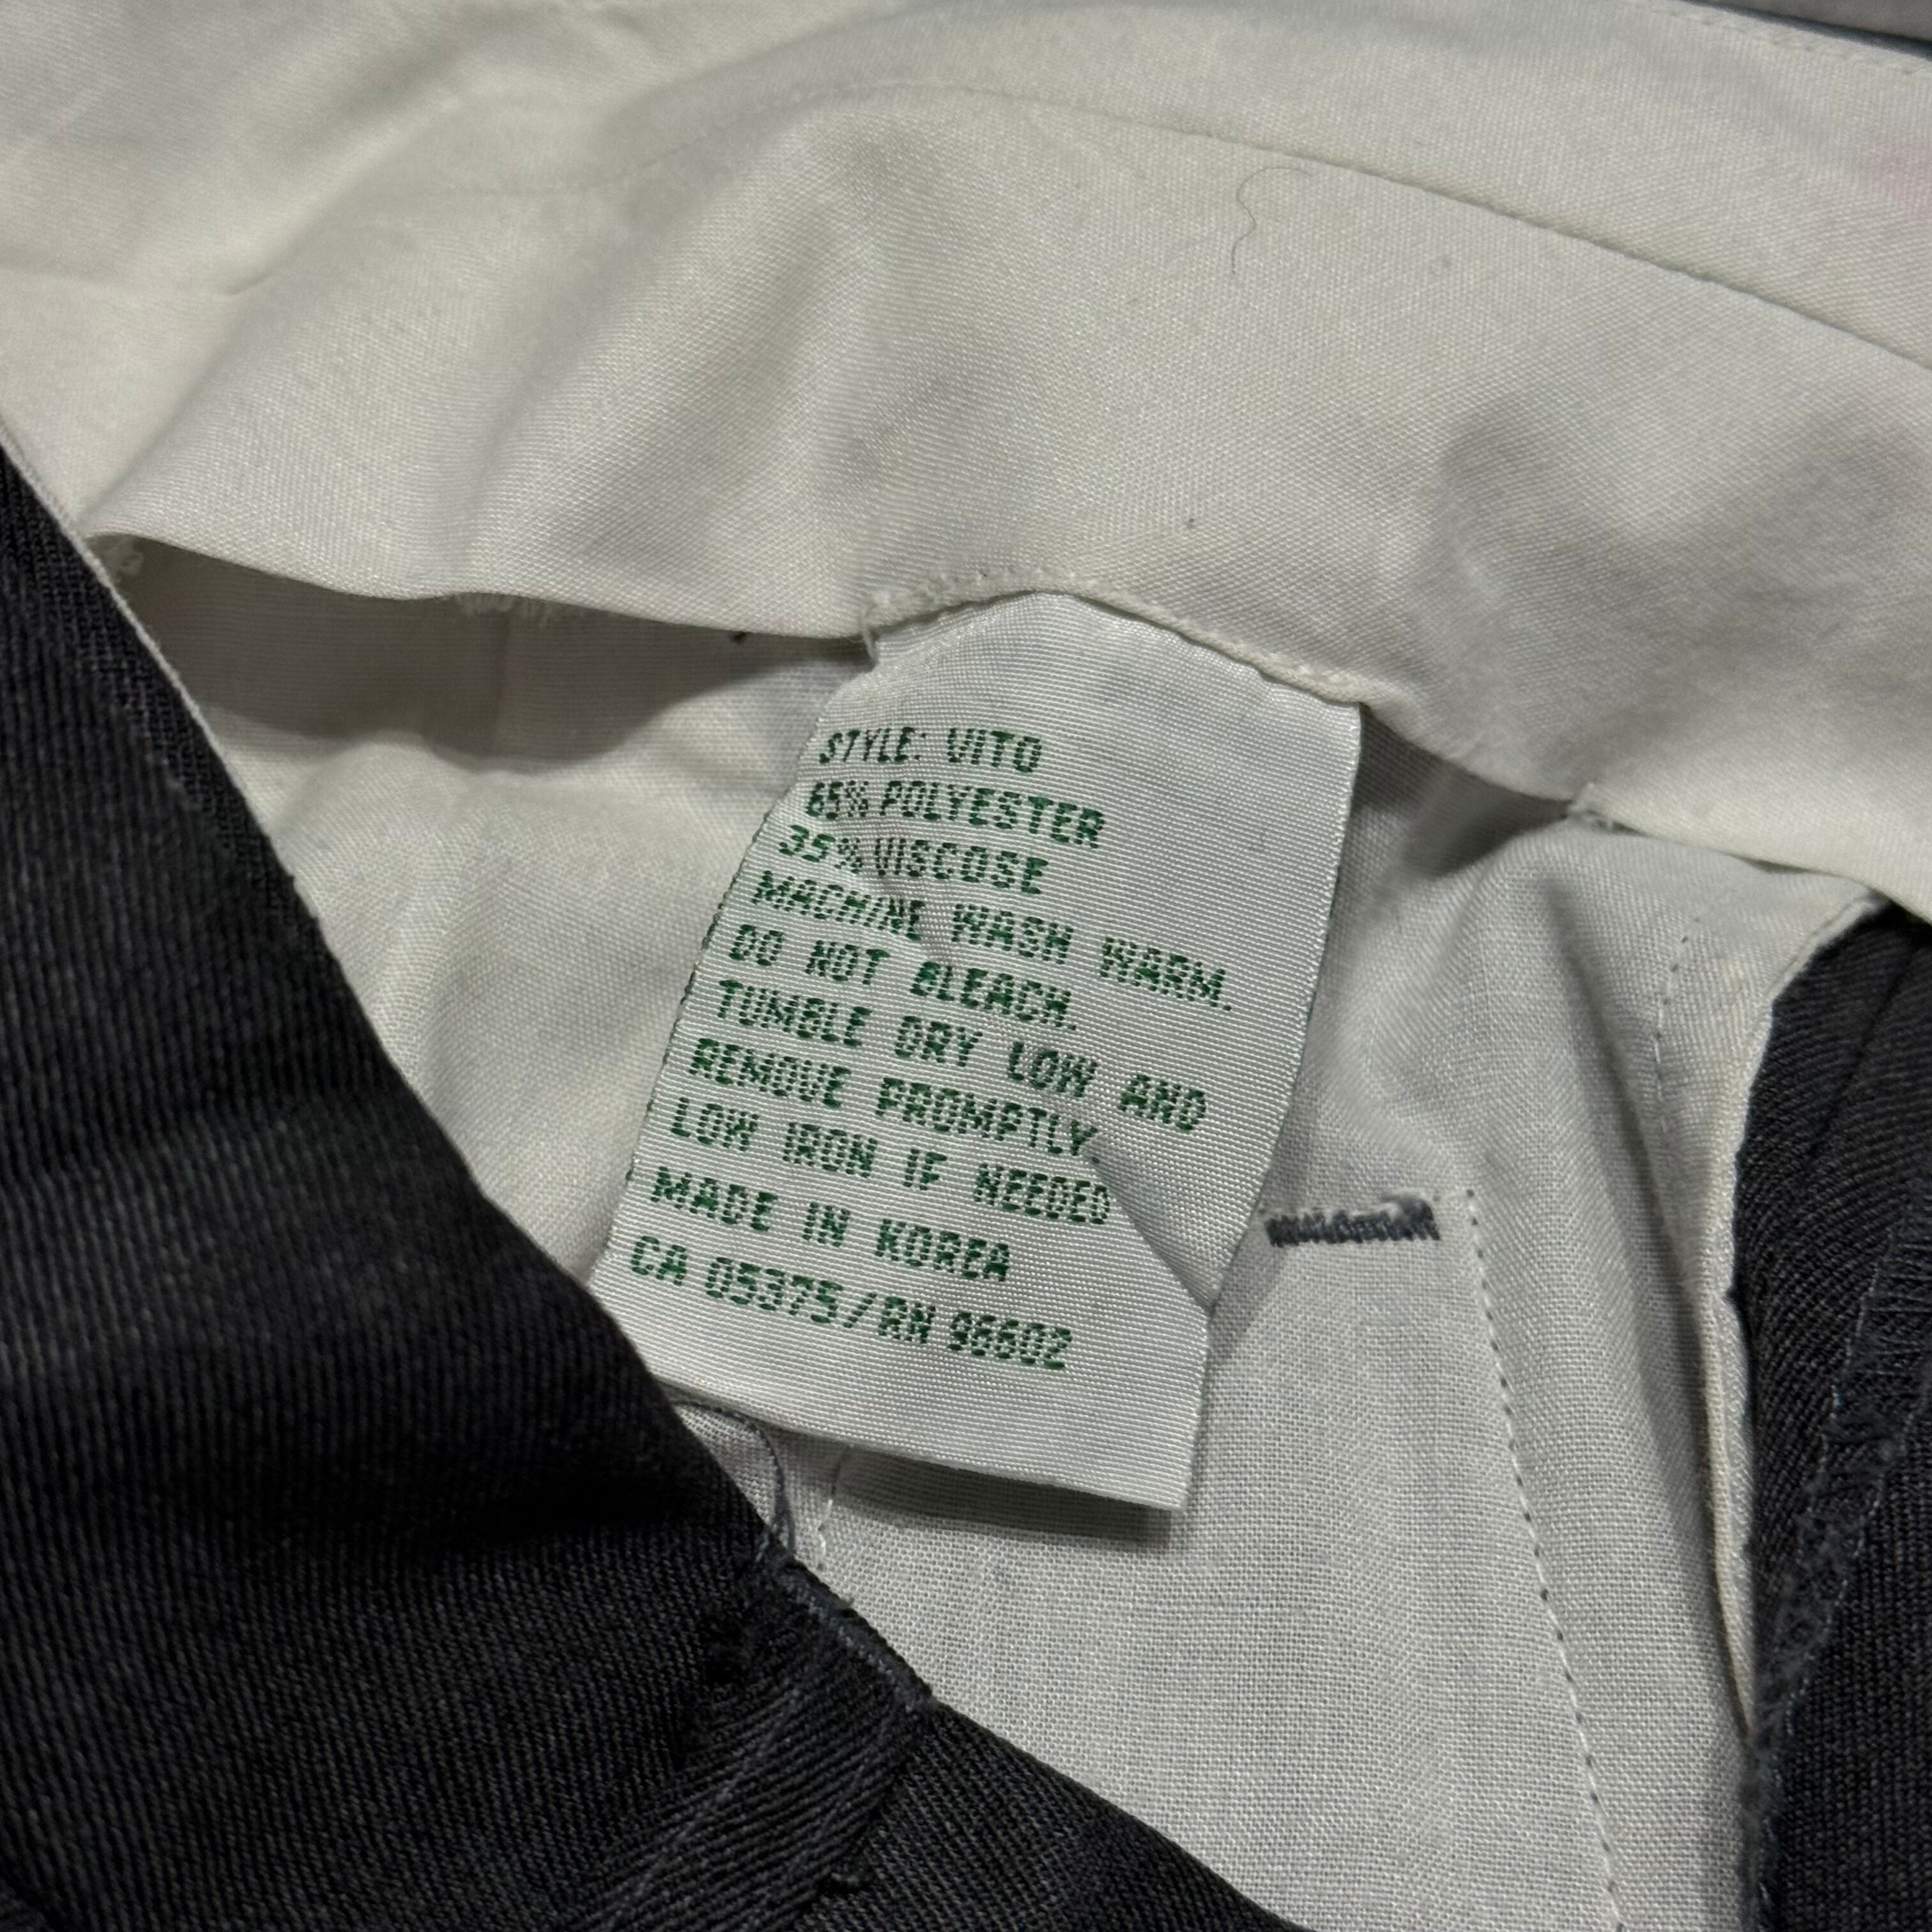 STYLE: VITO
65% POLYESTER
35% VISCOSE
MACHINE WASH WARM.
DO NOT BLEACH.
TUMBLE DRY LOW AND
REMOVE PROMPTLY.
LOW IRON IF NEEDED
MADE IN KOREA
CA 05375/RN 96602